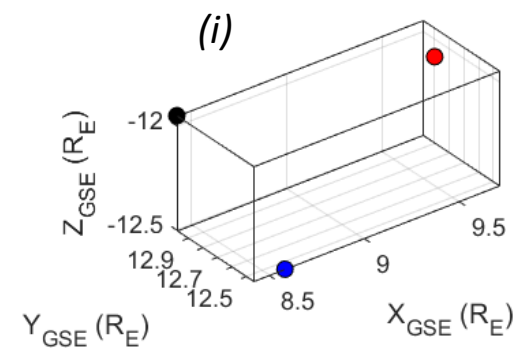 (i)
-12
-12.5
Z_GSE (R_E)
12.9
12.7
12.5
Y_GSE (R_E)
8.5
9
9.5
X_GSE (R_E)